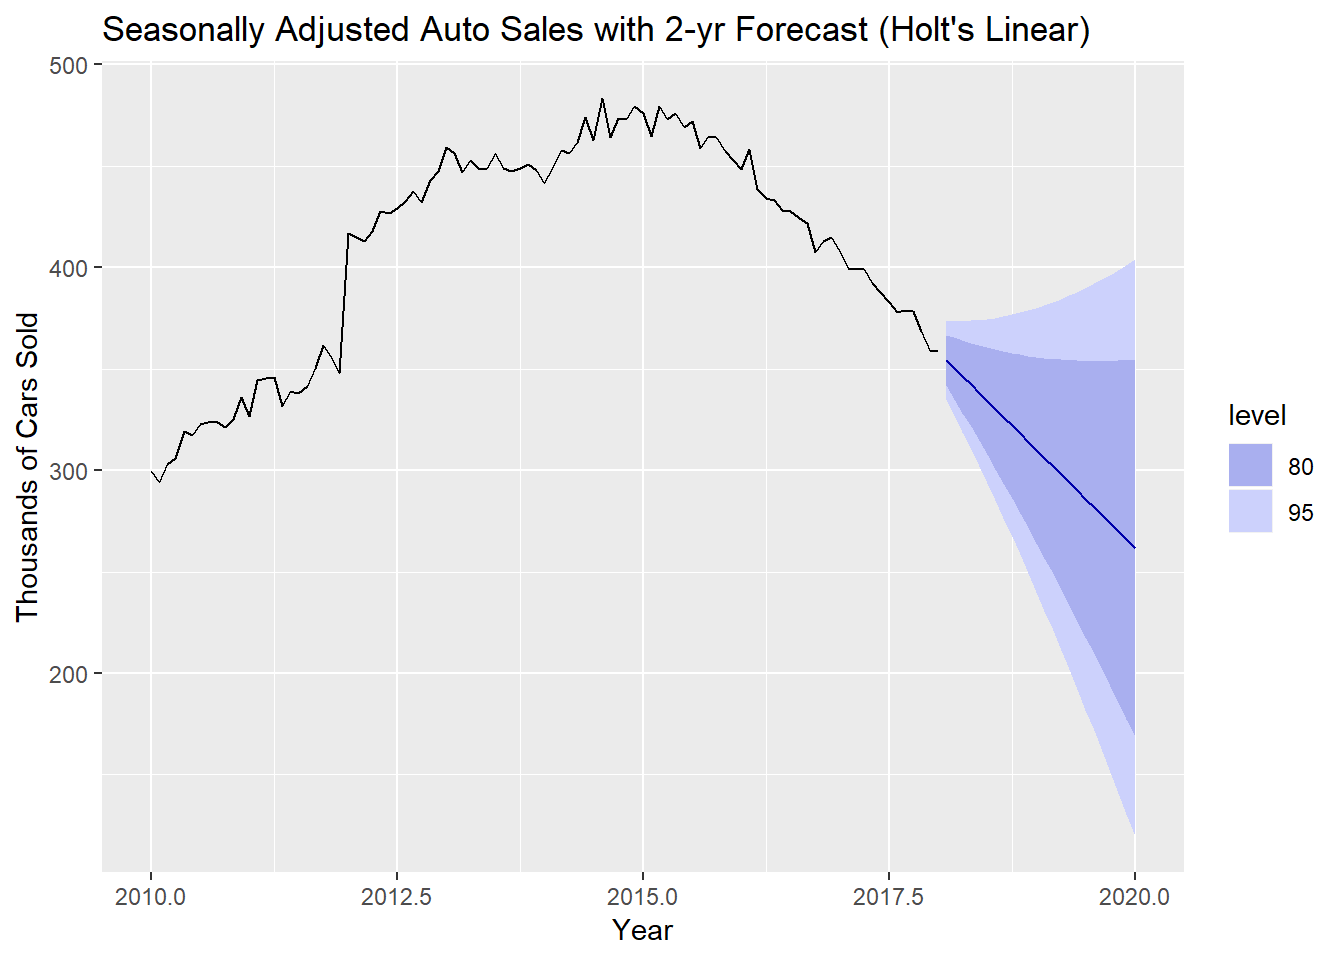 Seasonally Adjusted Auto Sales with 2-yr Forecast (Holt's Linear)
500
400
300
200
Thousands of Cars Sold
2010.0
2012.5
2015.0
2017.5
2020.0
Year
level
80
95